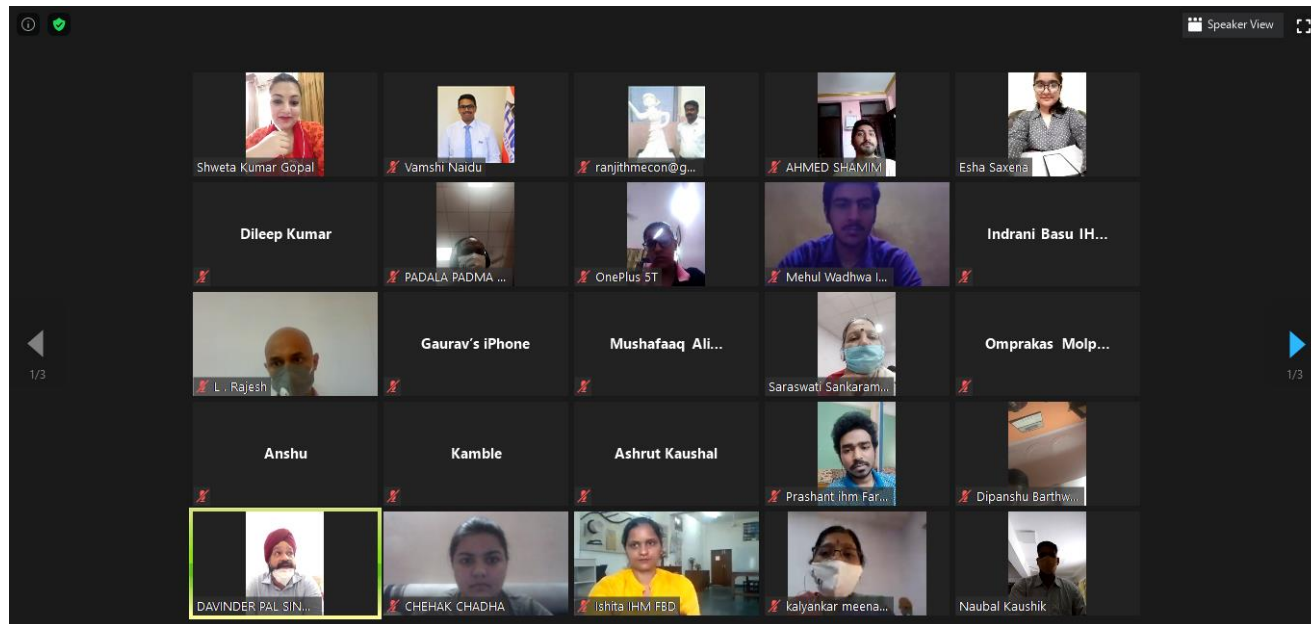 Speaker View
Shweta Kumar Gopal
Vamshi Naidu
ranjithmecon@g...
AHMED SHAMIM
Esha Saxena
Dileep Kumar
PADALA PADMA ...
OnePlus 5T
Mehul Wadhwa I...
Indrani Basu IH...
L . Rajesh
Gaurav's iPhone
Mushafaaq Ali...
Saraswati Sankaram...
Omprakas Molp...
1/3
1/3
Anshu
Kamble
Ashrut Kaushal
Prashant ihm Far...
Dipanshu Barthw...
DAVINDER PAL SIN...
CHEHAK CHADHA
Ishita IHM FBD
kalyankar meena...
Naubal Kaushik